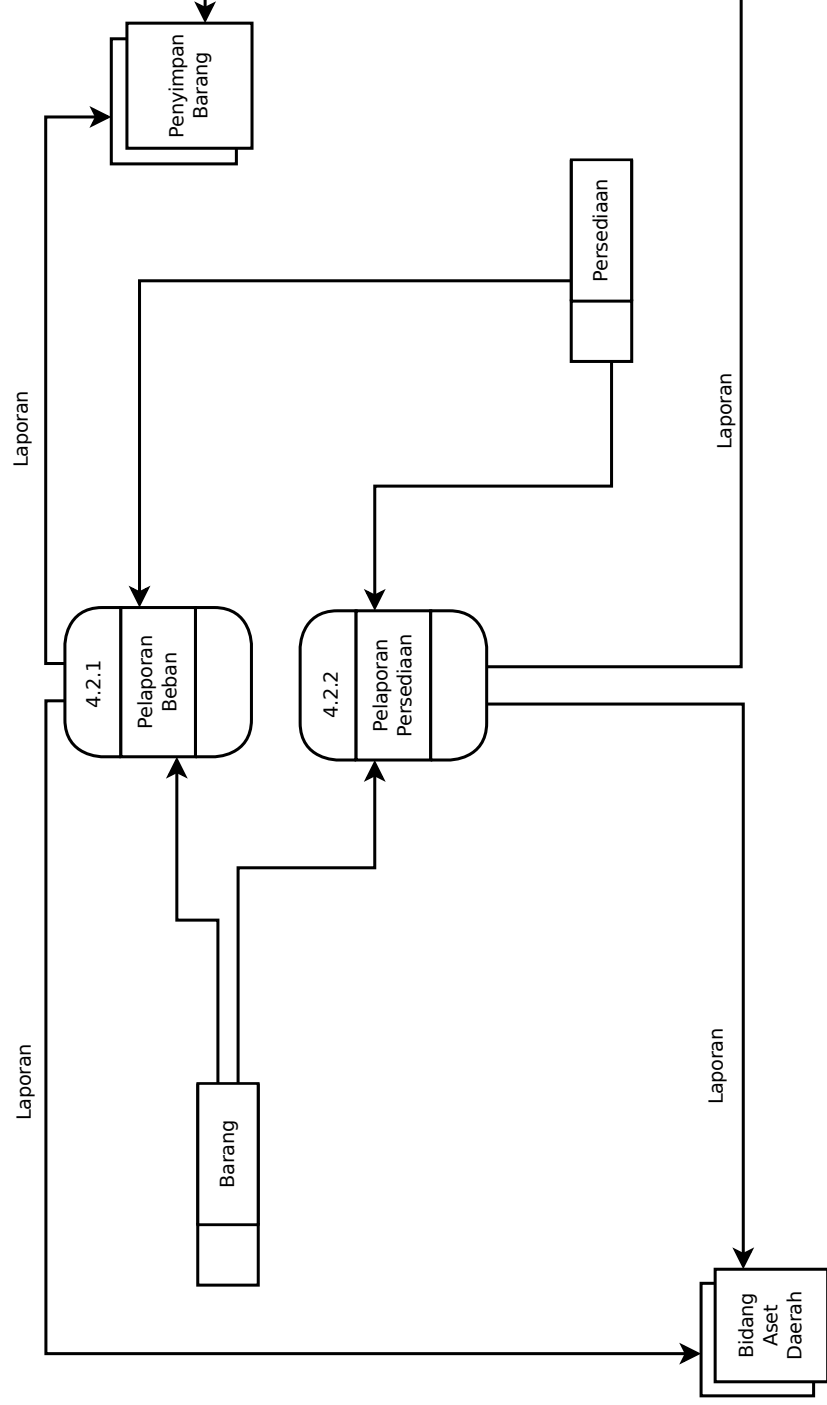 Laporan
Laporan
4.2.1
Pelaporan
Beban
Barang
Penyimpan
Barang
4.2.2
Pelaporan
Persediaan
Persediaan
Bidang
Aset
Daerah
Laporan
Laporan